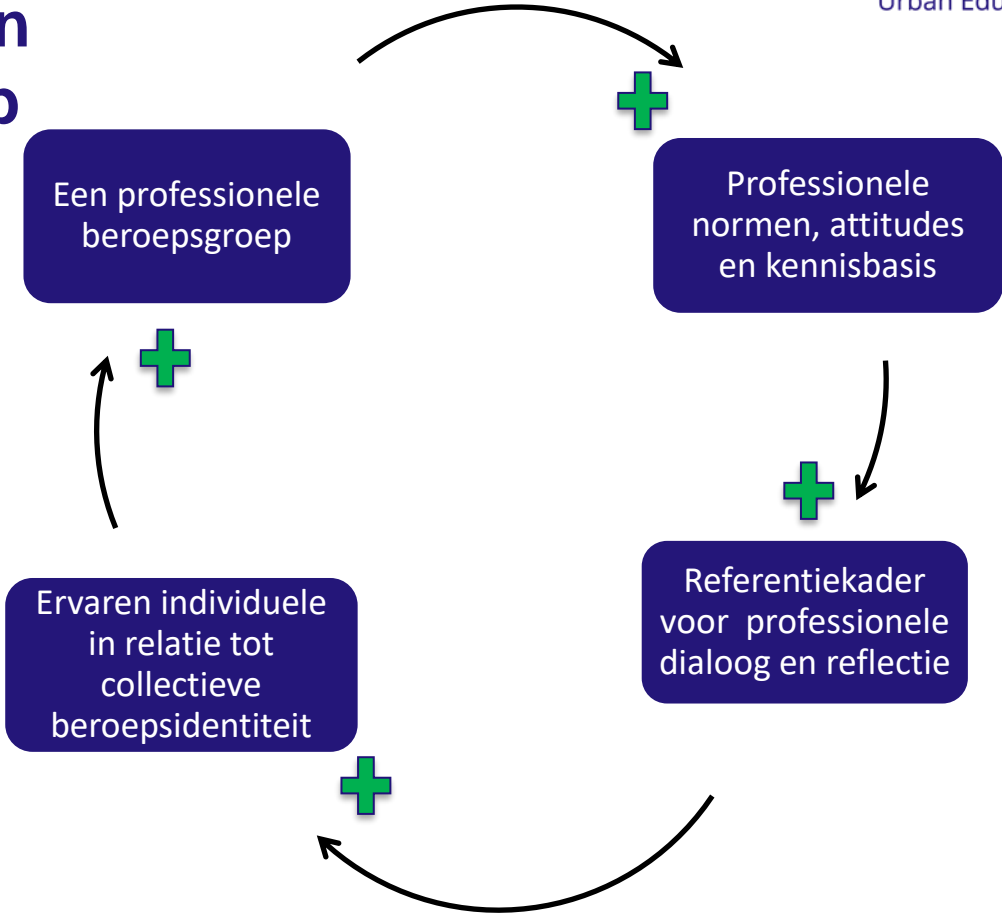 Urban Edu
n
p
Een professionele
beroepsgroep
Professionele
normen, attitudes
en kennisbasis
Referentiekader
voor professionele
dialoog en reflectie
Ervaren individuele
in relatie tot
collectieve
beroepsidentiteit